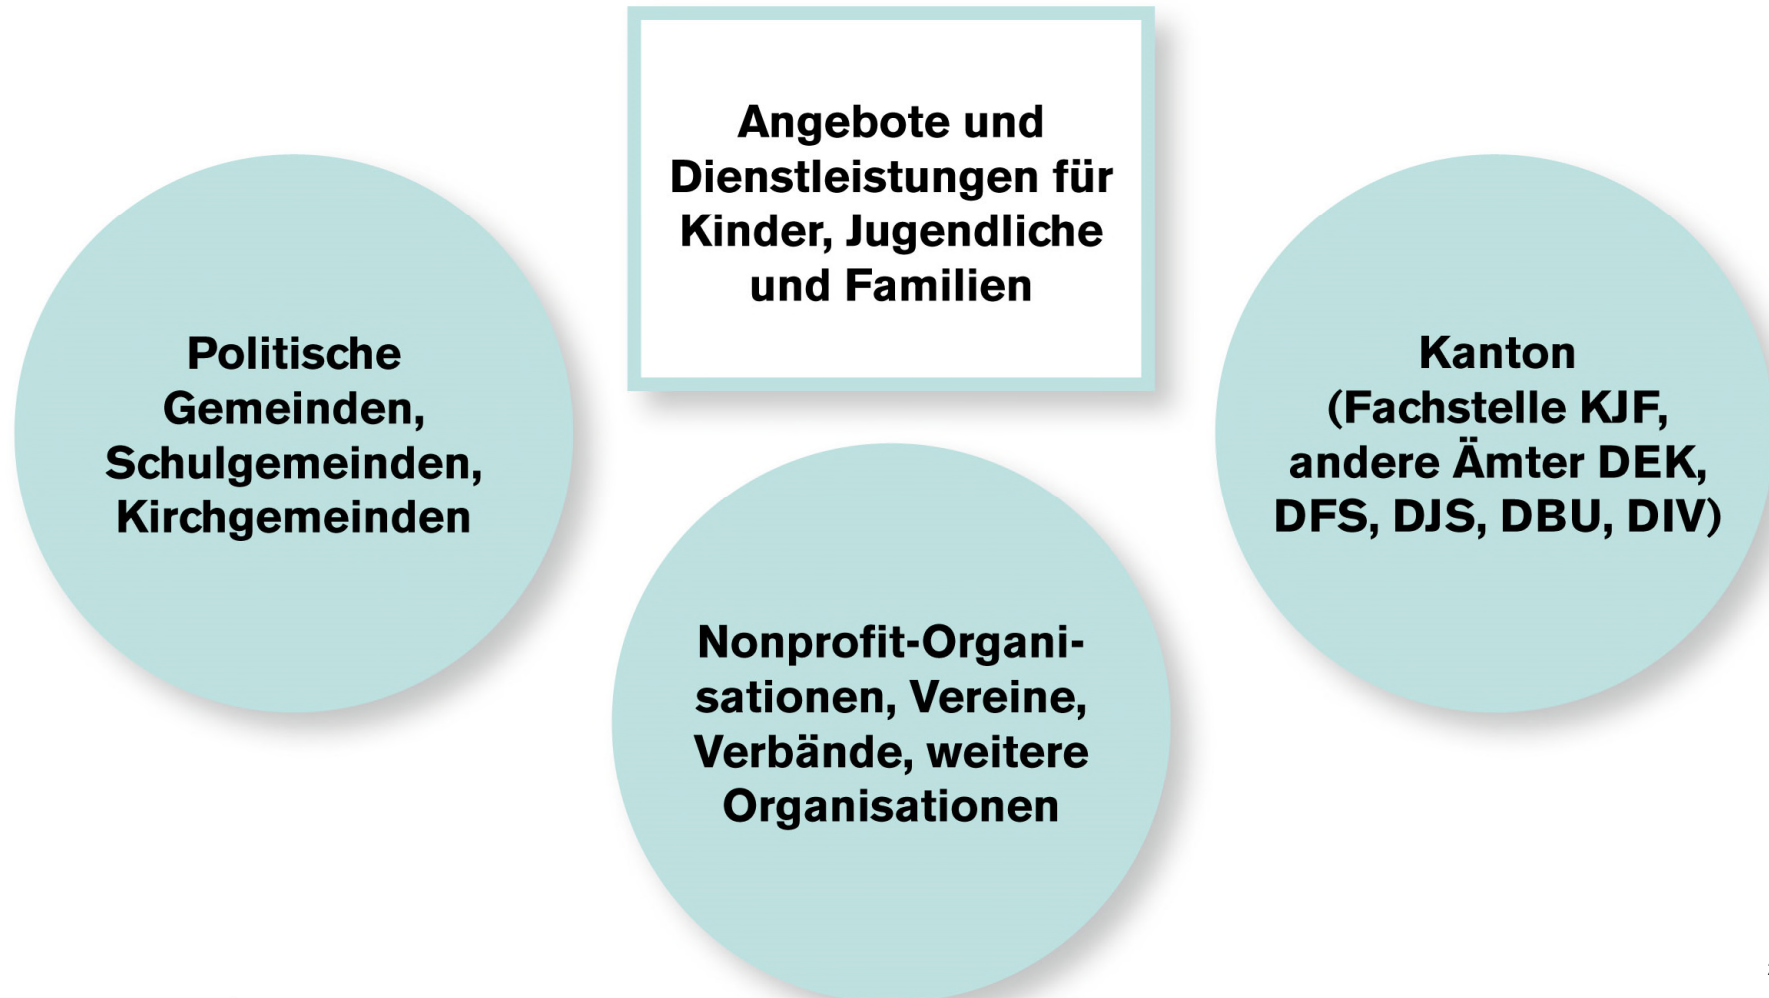 Angebote und
Dienstleistungen für
Kinder, Jugendliche
und Familien
Politische
Gemeinden,
Schulgemeinden,
Kirchgemeinden
Nonprofit-Organi-
sationen, Vereine,
Verbände, weitere
Organisationen
Kanton
(Fachstelle KJF,
andere Ämter DEK,
DFS, DJS, DBU, DIV)